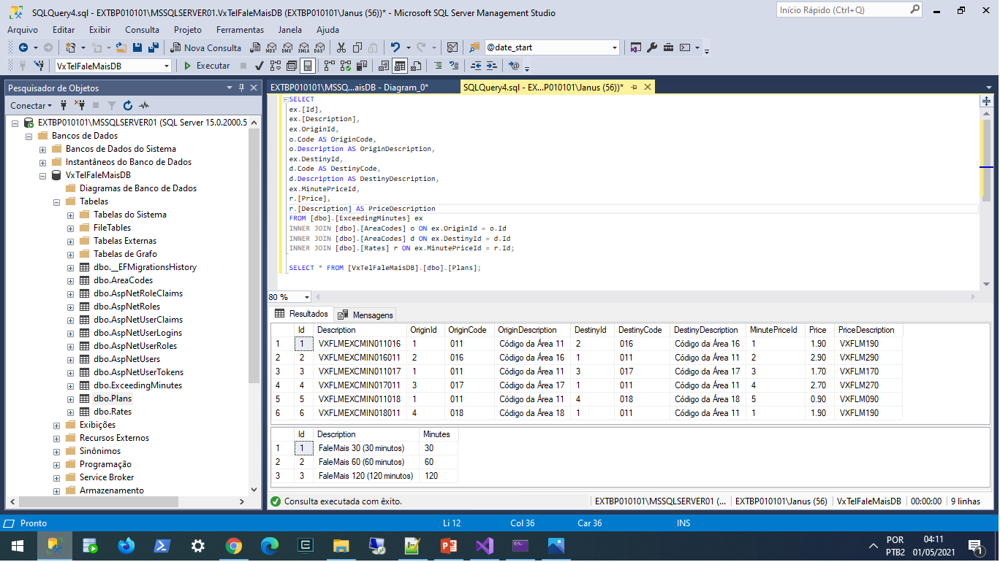 SQLQuery4.sql - EXTBP010101\MSSQLSERVER01.VxTelFaleMaisDB (EXTBP010101\Janus (56))* - Microsoft SQL Server Management Studio
Início Rápido (Ctrl+Q)
Arquivo Editar Exibir Consulta Projeto Ferramentas Janela Ajuda
Nova Consulta MDX DMX XMLA DAX @date_start
VxTelFaleMaisDB Executar
Pesquisador de Objetos
EXTBP010101\MSSQ...aisDB - Diagram_0* SQLQuery4.sql - EX...P010101\Janus (56))*
Conectar
EXTBP010101\MSSQLSERVER01 (SQL Server 15.0.2000.5
Bancos de Dados
Bancos de Dados do Sistema
Instantâneos do Banco de Dados
VxTelFaleMaisDB
Diagramas de Banco de Dados
Tabelas
Tabelas do Sistema
FileTables
Tabelas Externas
Tabelas de Grafo
dbo.__EFMigrationsHistory
dbo.AreaCodes
dbo.AspNetRoleClaims
dbo.AspNetRoles
dbo.AspNetUserClaims
dbo.AspNetUserLogins
dbo.AspNetUserRoles
dbo.AspNetUsers
dbo.AspNetUserTokens
dbo.ExceedingMinutes
dbo.Plans
dbo.Rates
Exibições
Recursos Externos
Sinônimos
Programação
Service Broker
Armazenamento
SELECT
ex.[Id],
ex.[Description],
ex.OriginId,
o.Code AS OriginCode,
o.Description AS OriginDescription,
ex.DestinyId,
d.Code AS DestinyCode,
d.Description AS DestinyDescription,
ex.MinutePriceId,
r.[Price],
r.[Description] AS PriceDescription
FROM [dbo].[ExceedingMinutes] ex
INNER JOIN [dbo].[AreaCodes] o ON ex.OriginId = o.Id
INNER JOIN [dbo].[AreaCodes] d ON ex.DestinyId = d.Id
INNER JOIN [dbo].[Rates] r ON ex.MinutePriceId = r.Id;
SELECT * FROM [VxTelFaleMaisDB].[dbo].[Plans];
80 %
Resultados Mensagens
Id Description OriginId OriginCode OriginDescription DestinyId DestinyCode DestinyDescription MinutePriceId Price PriceDescription
1 1 VXFLMEXCMIN011016 1 011 Código da Área 11 2 016 Código da Área 16 1 1.90 VXFLM190
2 2 VXFLMEXCMIN016011 2 016 Código da Área 16 1 011 Código da Área 11 2 2.90 VXFLM290
3 3 VXFLMEXCMIN011017 1 011 Código da Área 11 3 017 Código da Área 17 3 1.70 VXFLM170
4 4 VXFLMEXCMIN017011 3 017 Código da Área 17 1 011 Código da Área 11 4 2.70 VXFLM270
5 5 VXFLMEXCMIN011018 1 011 Código da Área 11 4 018 Código da Área 18 5 0.90 VXFLM090
6 6 VXFLMEXCMIN018011 4 018 Código da Área 18 1 011 Código da Área 11 1 1.90 VXFLM190
Id Description Minutes
1 1 FaleMais 30 (30 minutos) 30
2 2 FaleMais 60 (60 minutos) 60
3 3 FaleMais 120 (120 minutos) 120
Consulta executada com êxito. EXTBP010101\MSSQLSERVER01 (... EXTBP010101\Janus (56) VxTelFaleMaisDB 00:00:00 9 linhas
Pronto Li 12 Col 36 Car 36 INS
POR 04:11
PTB2 01/05/2021 1